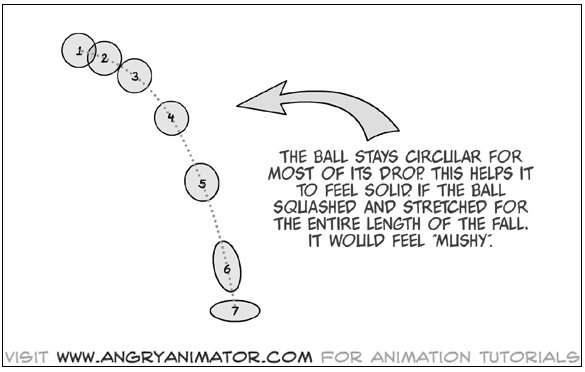 1
2
3
4
5
6
7
THE BALL STAYS CIRCULAR FOR
MOST OF ITS DROP. THIS HELPS IT
TO FEEL SOLID. IF THE BALL
SQUASHED AND STRETCHED FOR
THE ENTIRE LENGTH OF THE FALL.
IT WOULD FEEL "MUSHY".
VISIT WWW.ANGRYANIMATOR.COM FOR ANIMATION TUTORIALS